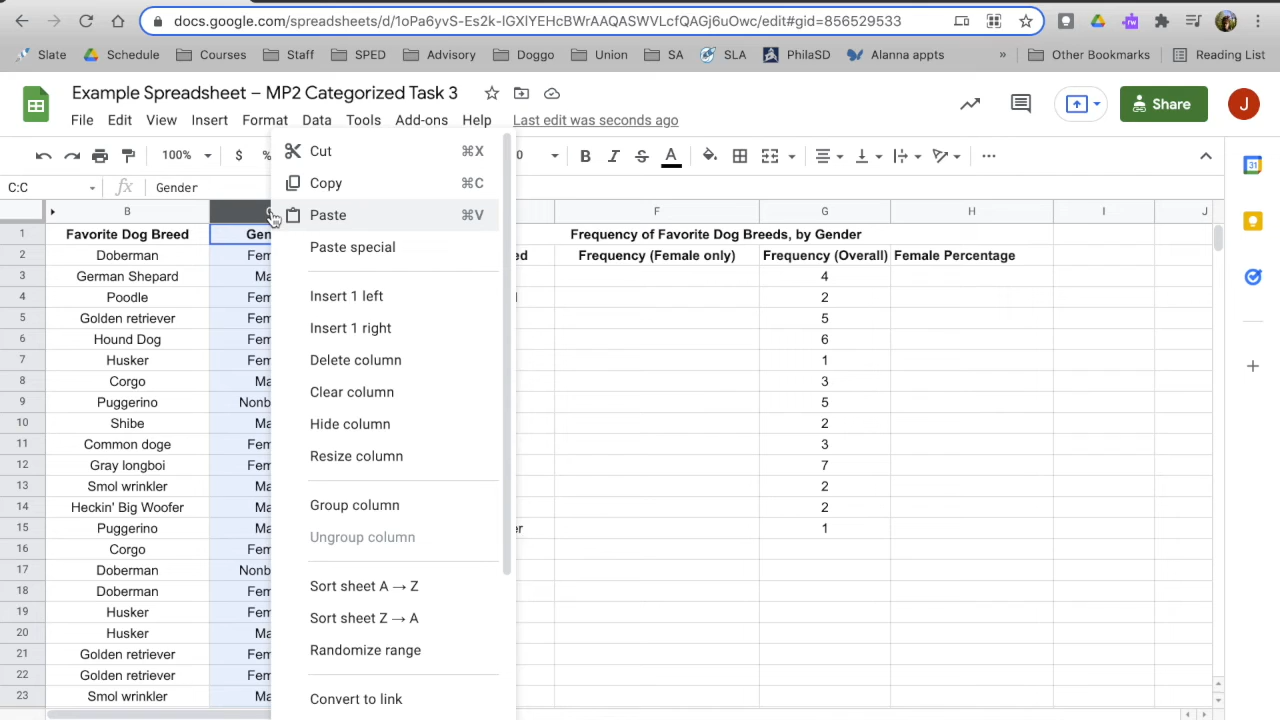 docs.google.com/spreadsheets/d/1oPa6yvS-Es2k-IGXIYEHcBWrAAQASWVLcfQAGj6uOwc/edit#gid=856529533
Slate Schedule Courses Staff SPED Advisory Doggo Union SA SLA PhilaSD Alanna appts » Other Bookmarks Reading List
Example Spreadsheet – MP2 Categorized Task 3
File Edit View Insert Format Data Tools Add-ons Help Last edit was seconds ago
Share J
100% $ % 0 B I S A
C:C fx Gender
31
B F G H I J
1 Favorite Dog Breed Gen Frequency of Favorite Dog Breeds, by Gender
2 Doberman Fem ed Frequency (Female only) Frequency (Overall) Female Percentage
3 German Shepard Ma 4
4 Poodle Fem 2
5 Golden retriever Fem 5
6 Hound Dog Fem 6
7 Husker Fem 1
8 Corgo Ma 3
9 Puggerino Nonb 5
10 Shibe Ma 2
11 Common doge Fem 3
12 Gray longboi Fem 7
13 Smol wrinkler Ma 2
14 Heckin' Big Woofer Ma 2
15 Puggerino Ma er 1
16 Corgo Fem
17 Doberman Nonb
18 Doberman Fem
19 Husker Fem
20 Husker Ma
21 Golden retriever Fem
22 Golden retriever Fem
23 Smol wrinkler Ma
Cut ⌘X
Copy ⌘C
Paste ⌘V
Paste special
Insert 1 left
Insert 1 right
Delete column
Clear column
Hide column
Resize column
Group column
Ungroup column
Sort sheet A → Z
Sort sheet Z → A
Randomize range
Convert to link